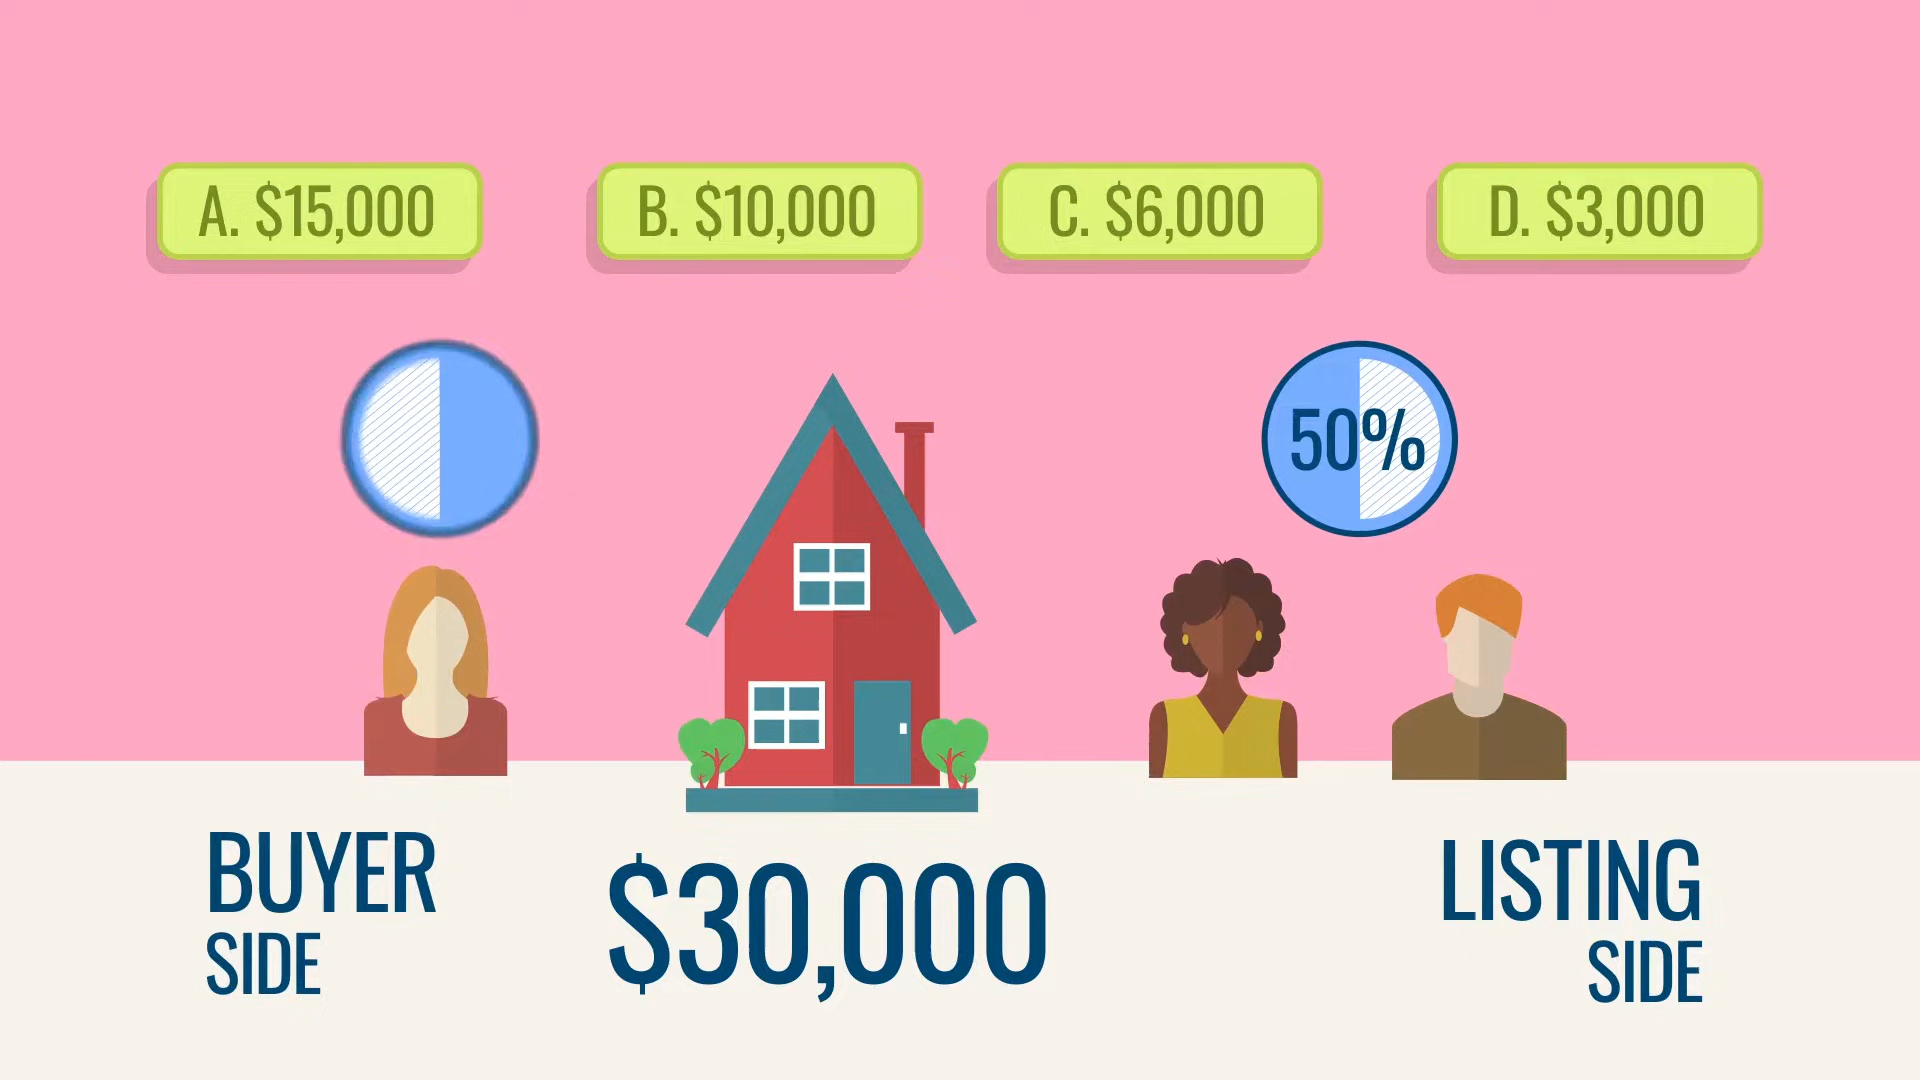 A. $15,000
B. $10,000
C. $6,000
D. $3,000
50%
BUYER
SIDE
$30,000
LISTING
SIDE